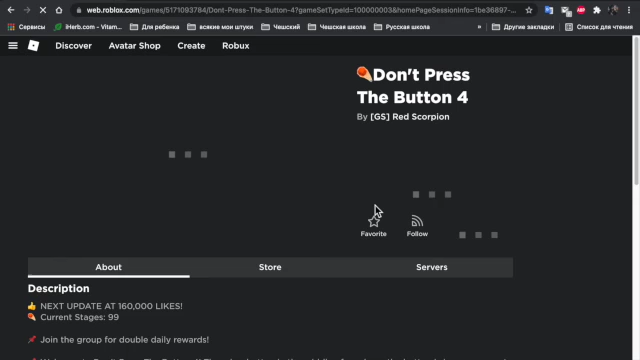 web.roblox.com/games/5171093784/Dont-Press-The-Button-4?gameSetTypeId=100000003&homePageSessionInfo=1be36897-...
Сервисы iHerb.com - Vitam... Для ребенка всякие мои штуки Чешский Чешская школа Русская школа » Другие закладки Список для чтения
Discover Avatar Shop Create Robux
Don't Press
The Button 4
By [GS] Red Scorpion
Favorite Follow
About Store Servers
Description
NEXT UPDATE AT 160,000 LIKES!
Current Stages: 99
Join the group for double daily rewards!